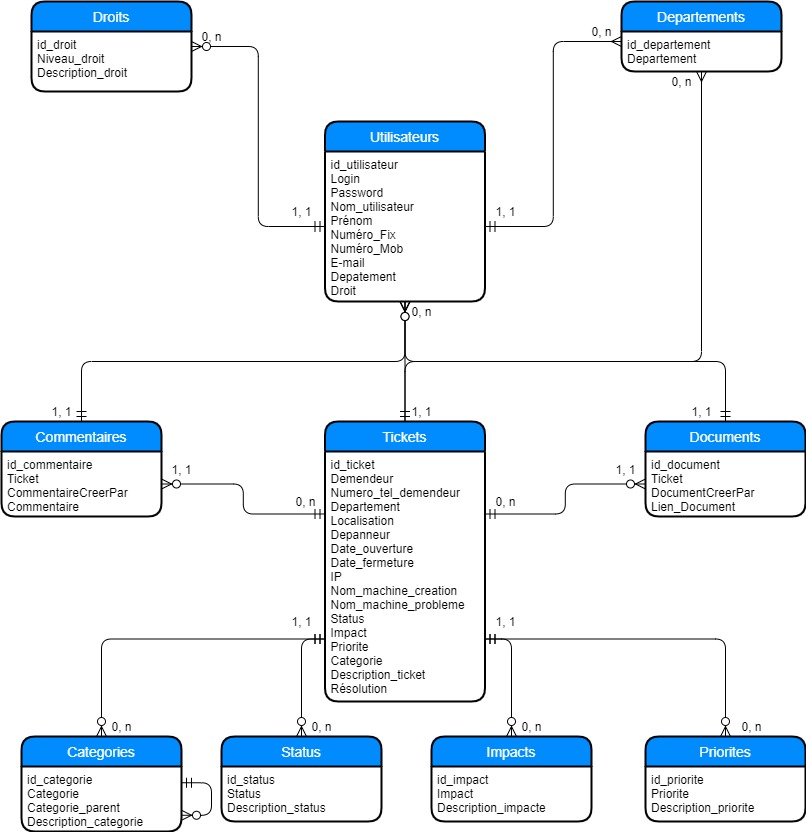 Droits
id_droit
Niveau_droit
Description_droit
0, n
Departements
id_departement
Departement
0, n
0, n
Utilisateurs
id_utilisateur
Login
Password
Nom_utilisateur
Prénom
Numéro_Fix
Numéro_Mob
E-mail
Depatement
Droit
1, 1
1, 1
0, n
1, 1
1, 1
1, 1
Commentaires
id_commentaire
Ticket
CommentaireCreerPar
Commentaire
1, 1
0, n
Tickets
id_ticket
Demendeur
Numero_tel_demendeur
Departement
Localisation
Depanneur
Date_ouverture
Date_fermeture
IP
Nom_machine_creation
Nom_machine_probleme
Status
Impact
Priorite
Categorie
Description_ticket
Résolution
Documents
id_document
Ticket
DocumentCreerPar
Lien_Document
1, 1
0, n
1, 1
1, 1
0, n
0, n
0, n
0, n
Categories
id_categorie
Categorie
Categorie_parent
Description_categorie
Status
id_status
Status
Description_status
Impacts
id_impact
Impact
Description_impacte
Priorites
id_priorite
Priorite
Description_priorite